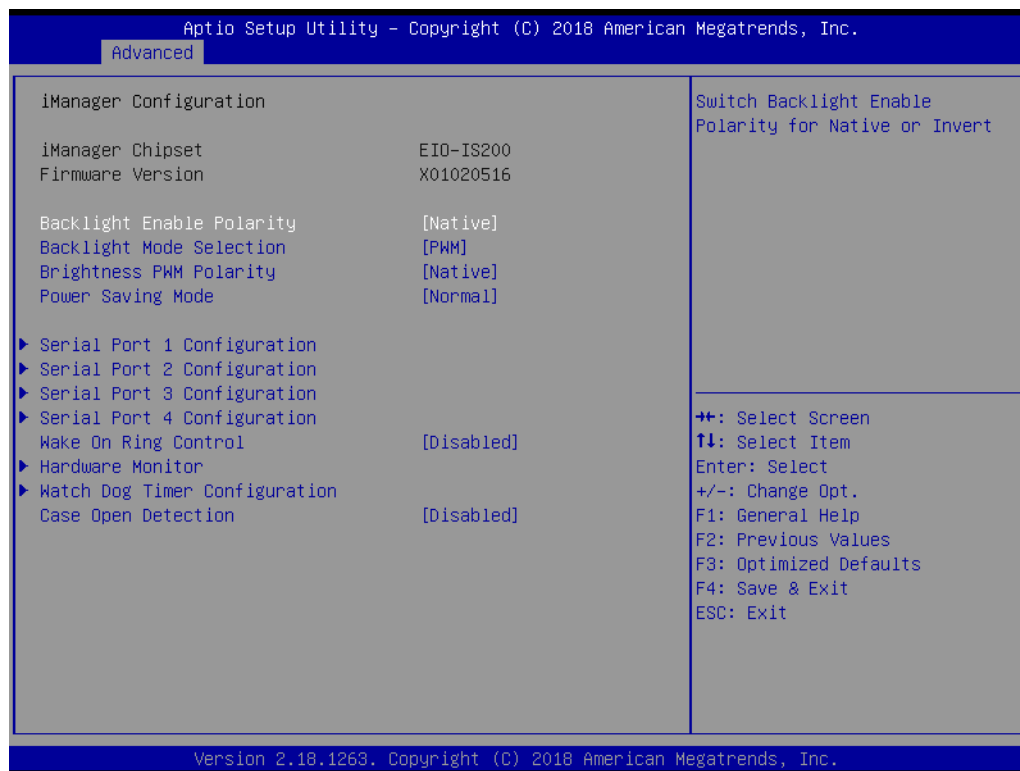 Aptio Setup Utility – Copyright (C) 2018 American Megatrends, Inc.
Advanced
iManager Configuration
iManager Chipset EIO-IS200
Firmware Version X01020516
Backlight Enable Polarity [Native]
Backlight Mode Selection [PWM]
Brightness PWM Polarity [Native]
Power Saving Mode [Normal]
Serial Port 1 Configuration
Serial Port 2 Configuration
Serial Port 3 Configuration
Serial Port 4 Configuration
Wake On Ring Control [Disabled]
Hardware Monitor
Watch Dog Timer Configuration
Case Open Detection [Disabled]
Switch Backlight Enable
Polarity for Native or Invert
→←: Select Screen
↑↓: Select Item
Enter: Select
+/-: Change Opt.
F1: General Help
F2: Previous Values
F3: Optimized Defaults
F4: Save & Exit
ESC: Exit
Version 2.18.1263. Copyright (C) 2018 American Megatrends, Inc.